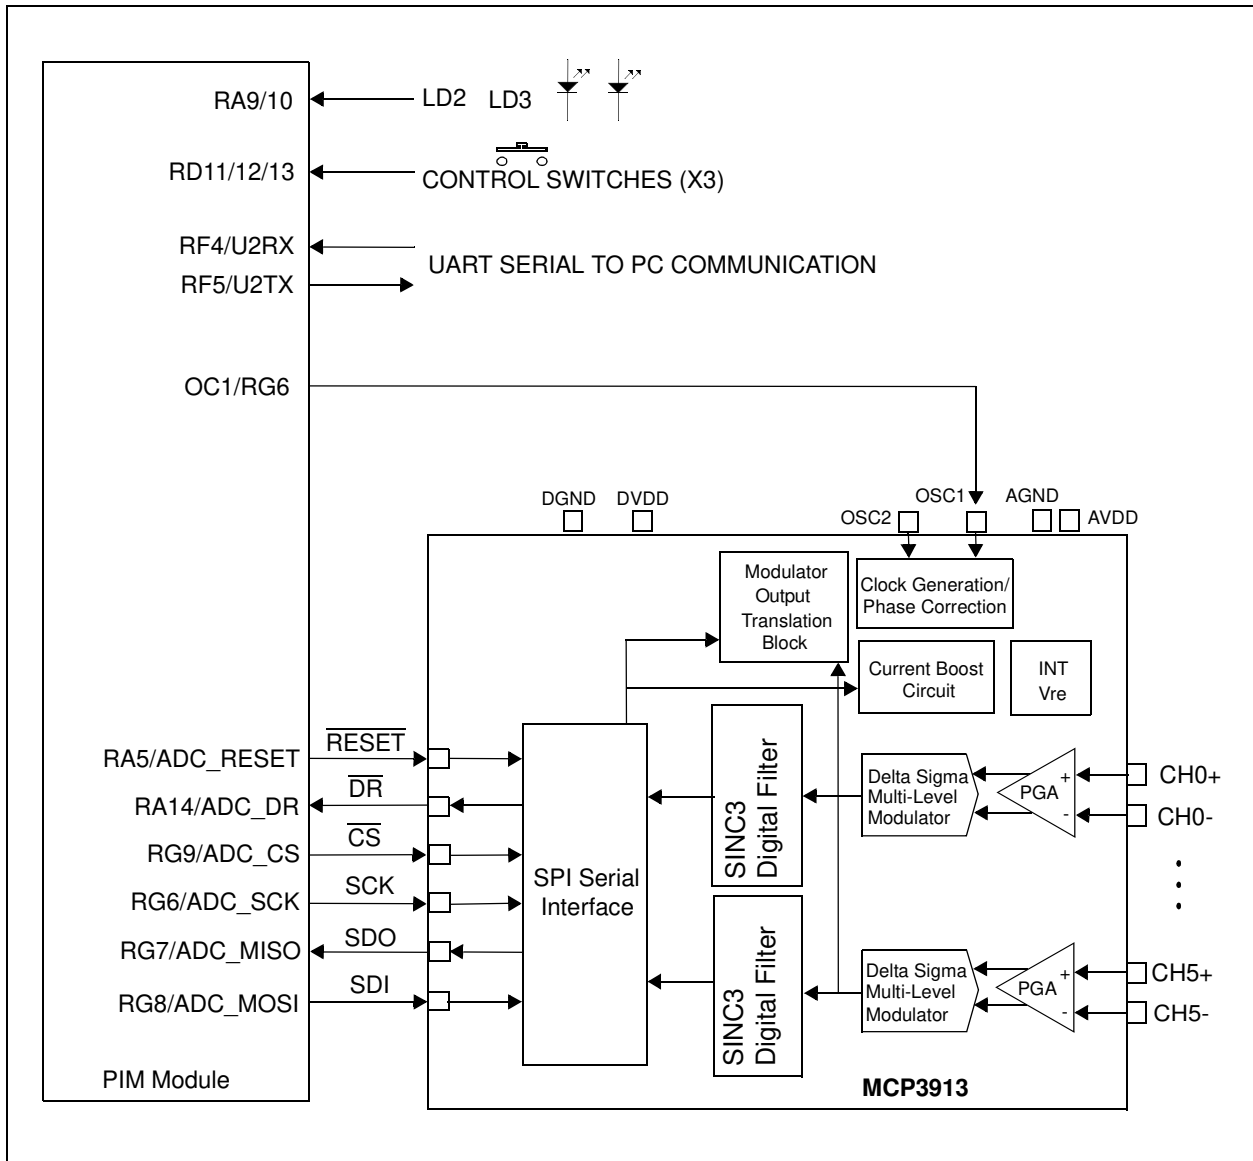 RA9/10
LD2 LD3
RD11/12/13
CONTROL SWITCHES (X3)
RF4/U2RX
UART SERIAL TO PC COMMUNICATION
RF5/U2TX
OC1/RG6
DGND
DVDD
OSC2
OSC1
AGND
AVDD
Modulator
Output
Translation
Block
Clock Generation/
Phase Correction
Current Boost
Circuit
INT
Vre
RA5/ADC_RESET
RESET
RA14/ADC_DR
DR
RG9/ADC_CS
CS
RG6/ADC_SCK
SCK
RG7/ADC_MISO
SDO
RG8/ADC_MOSI
SDI
SPI Serial
Interface
SINC3
Digital Filter
Delta Sigma
Multi-Level
Modulator
PGA
+
-
CH0+
CH0-
SINC3
Digital Filter
Delta Sigma
Multi-Level
Modulator
PGA
+
-
CH5+
CH5-
PIM Module
MCP3913